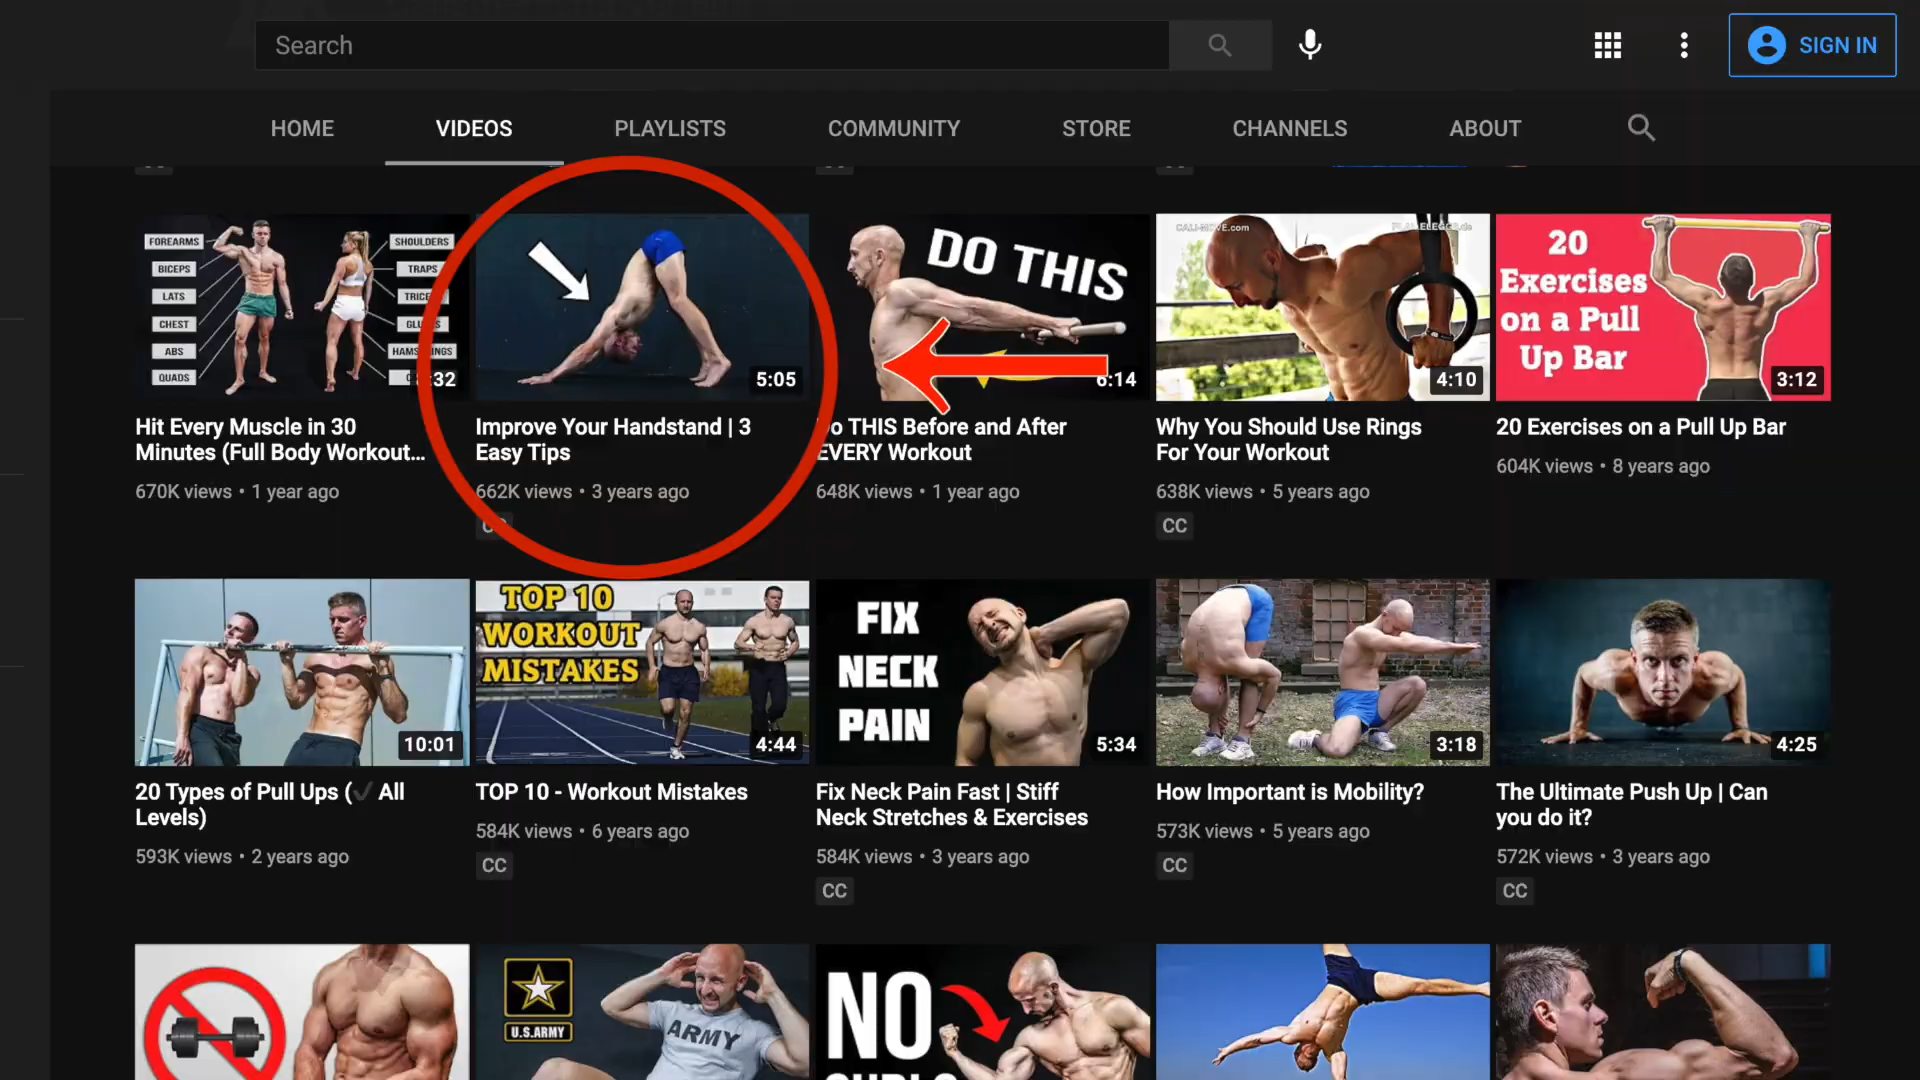 Search
SIGN IN
HOME
VIDEOS
PLAYLISTS
COMMUNITY
STORE
CHANNELS
ABOUT
FOREARMS
BICEPS
LATS
CHEST
ABS
QUADS
SHOULDERS
TRAPS
DO THIS
5:05
6:14
CALI-MOVE.com
4:10
20
Exercises
on a Pull
Up Bar
3:12
Hit Every Muscle in 30
Minutes (Full Body Workout...
670K views • 1 year ago
Improve Your Handstand | 3
Easy Tips
662K views • 3 years ago
THIS Before and After
EVERY Workout
648K views • 1 year ago
Why You Should Use Rings
For Your Workout
638K views • 5 years ago
CC
20 Exercises on a Pull Up Bar
604K views • 8 years ago
10:01
TOP 10
WORKOUT
MISTAKES
4:44
FIX
NECK
PAIN
5:34
3:18
4:25
20 Types of Pull Ups (✓ All
Levels)
593K views • 2 years ago
TOP 10 - Workout Mistakes
584K views • 6 years ago
CC
Fix Neck Pain Fast | Stiff
Neck Stretches & Exercises
584K views • 3 years ago
CC
How Important is Mobility?
573K views • 5 years ago
CC
The Ultimate Push Up | Can
you do it?
572K views • 3 years ago
CC
U.S.ARMY
ARMY
NO